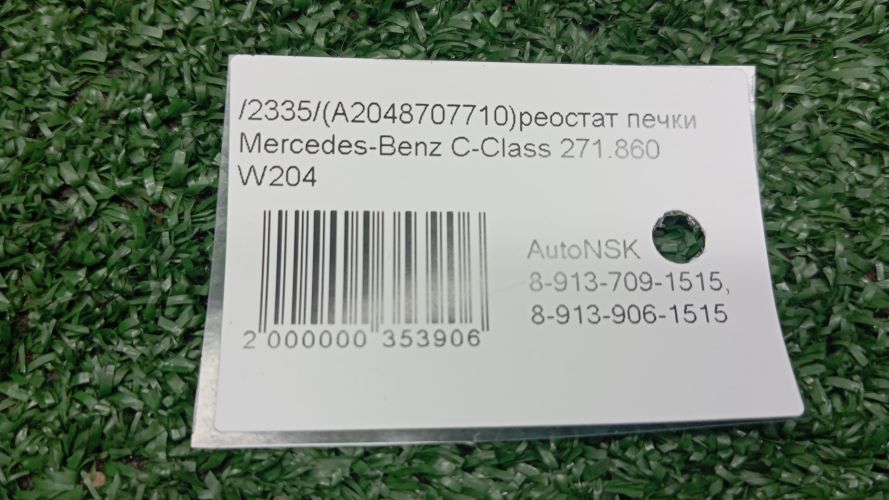 /2335/(A2048707710)реостат печки
Mercedes-Benz C-Class 271.860
W204
AutoNSK
8-913-709-1515,
8-913-906-1515
2 000000 353906